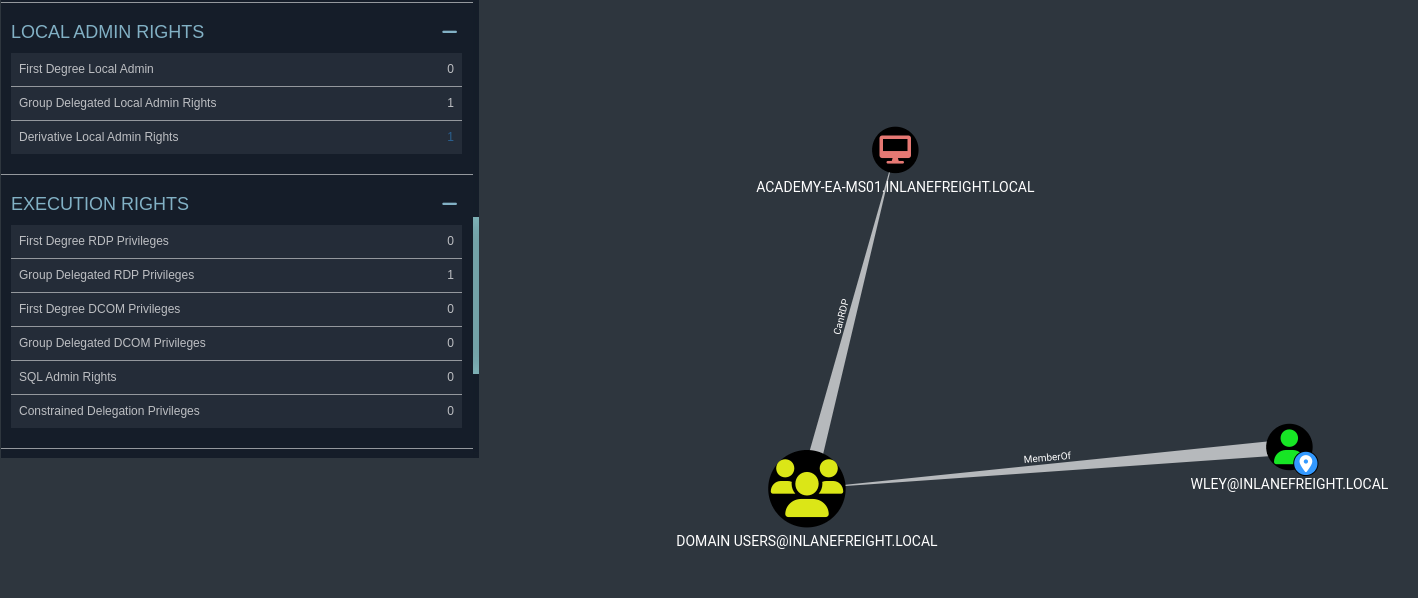 LOCAL ADMIN RIGHTS
First Degree Local Admin 0
Group Delegated Local Admin Rights 1
Derivative Local Admin Rights 1
EXECUTION RIGHTS
First Degree RDP Privileges 0
Group Delegated RDP Privileges 1
First Degree DCOM Privileges 0
Group Delegated DCOM Privileges 0
SQL Admin Rights 0
Constrained Delegation Privileges 0
ACADEMY-EA-MS01.INLANEFREIGHT.LOCAL
CanRDP
MemberOf
WLEY@INLANEFREIGHT.LOCAL
DOMAIN USERS@INLANEFREIGHT.LOCAL